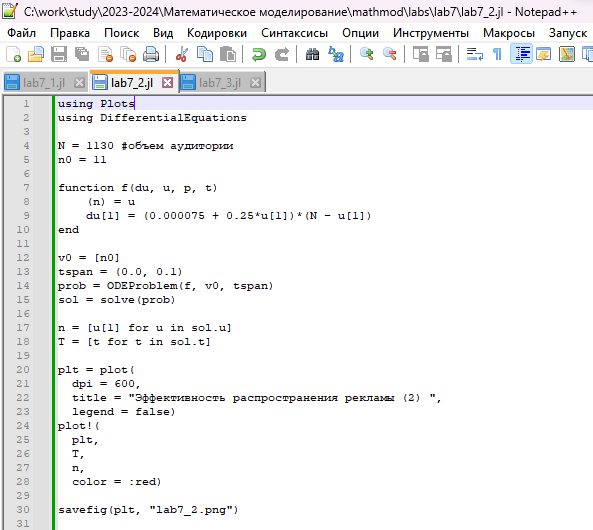 C:\work\study\2023-2024\Математическое моделирование\mathmod\labs\lab7\lab7_2.jl - Notepad++
Файл Правка Поиск Вид Кодировки Синтаксисы Опции Инструменты Макросы Запуск
lab7_1.jl lab7_2.jl lab7_3.jl
1 using Plots
2 using DifferentialEquations
3
4 N = 1130 #объем аудитории
5 n0 = 11
6
7 function f(du, u, p, t)
8 (n) = u
9 du[1] = (0.000075 + 0.25*u[1])*(N - u[1])
10 end
11
12 v0 = [n0]
13 tspan = (0.0, 0.1)
14 prob = ODEProblem(f, v0, tspan)
15 sol = solve(prob)
16
17 n = [u[1] for u in sol.u]
18 T = [t for t in sol.t]
19
20 plt = plot(
21 dpi = 600,
22 title = "Эффективность распространения рекламы (2) ",
23 legend = false)
24 plot!(
25 plt,
26 T,
27 n,
28 color = :red)
29
30 savefig(plt, "lab7_2.png")
31